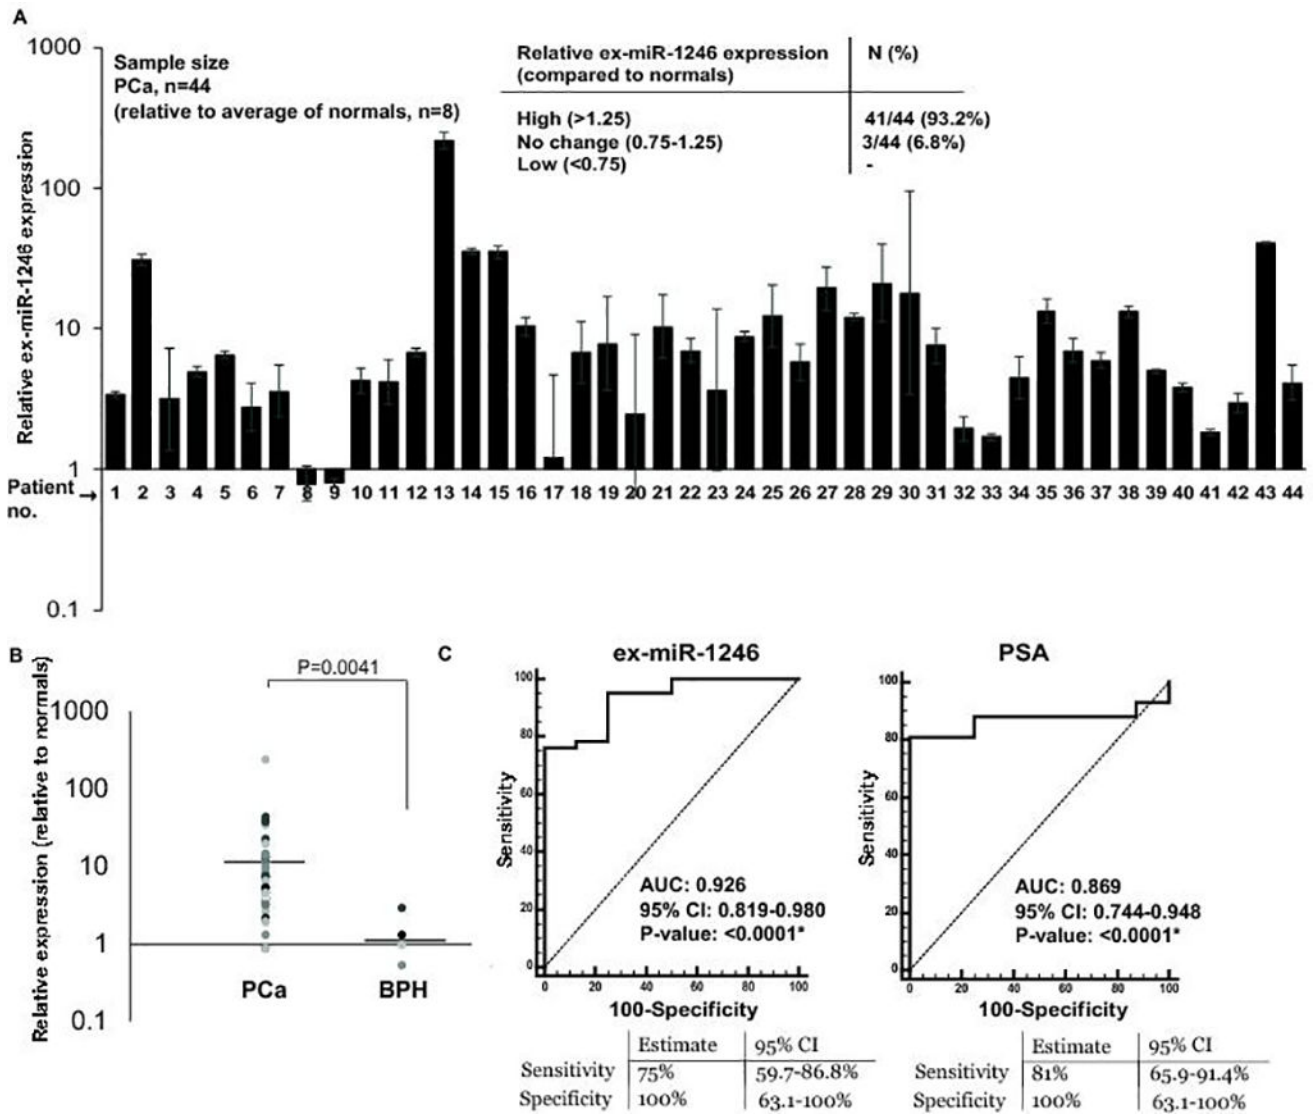 A
1000
100
10
1
0.1
Relative ex-miR-1246 expression
Sample size
PCa, n=44
(relative to average of normals, n=8)
Relative ex-miR-1246 expression
(compared to normals)
N (%)
High (>1.25)
41/44 (93.2%)
No change (0.75-1.25)
3/44 (6.8%)
Low (<0.75)
-
Patient →
no.
1 2 3 4 5 6 7 8 9 10 11 12 13 14 15 16 17 18 19 20 21 22 23 24 25 26 27 28 29 30 31 32 33 34 35 36 37 38 39 40 41 42 43 44
B
Relative expression (relative to normals)
1000
100
10
1
0.1
P=0.0041
PCa BPH
C
ex-miR-1246
Sensitivity
100
80
60
40
20
0
0 20 40 60 80 100
100-Specificity
AUC: 0.926
95% CI: 0.819-0.980
P-value: <0.0001*
Estimate 95% CI
Sensitivity 75% 59.7-86.8%
Specificity 100% 63.1-100%
PSA
Sensitivity
100
80
60
40
20
0
0 20 40 60 80 100
100-Specificity
AUC: 0.869
95% CI: 0.744-0.948
P-value: <0.0001*
Estimate 95% CI
Sensitivity 81% 65.9-91.4%
Specificity 100% 63.1-100%